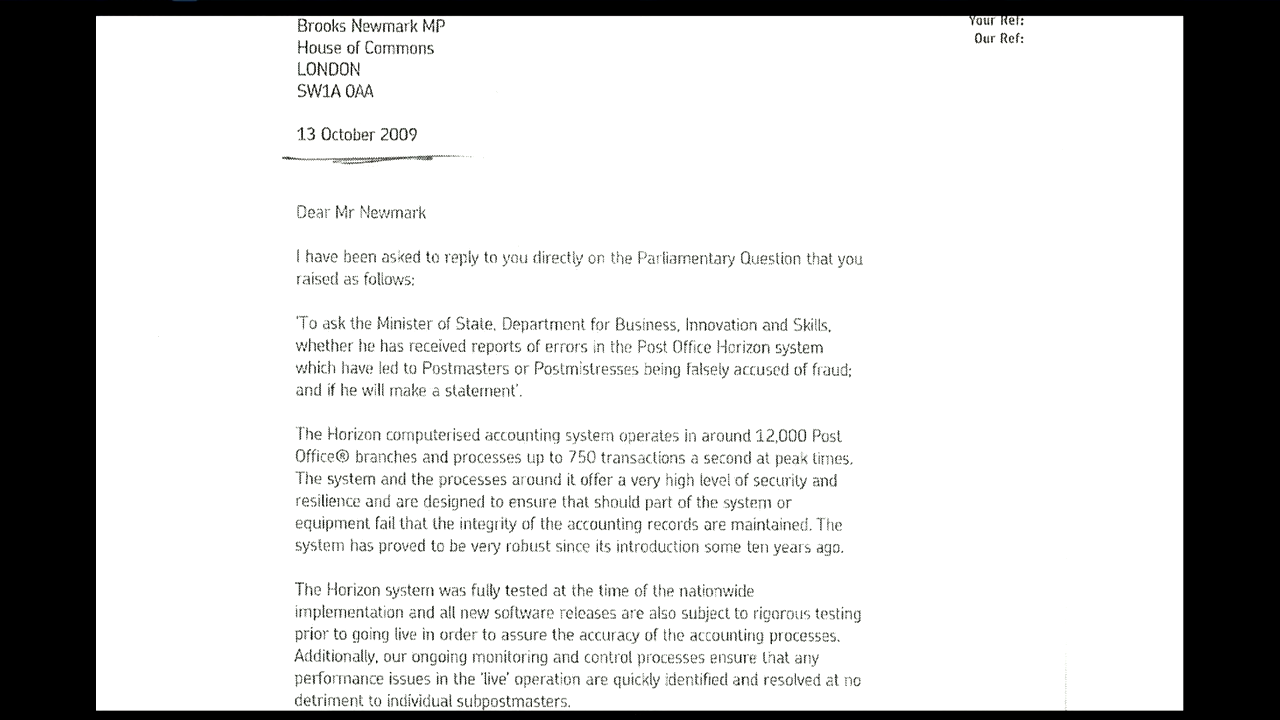 Brooks Newmark MP
House of Commons
LONDON
SW1A 0AA
Your Ref:
Our Ref:
13 October 2009
Dear Mr Newmark
I have been asked to reply to you directly on the Parliamentary Question that you
raised as follows:
'To ask the Minister of State, Department for Business, Innovation and Skills,
whether he has received reports of errors in the Post Office Horizon system
which have led to Postmasters or Postmistresses being falsely accused of fraud;
and if he will make a statement'.
The Horizon computerised accounting system operates in around 12,000 Post
Office® branches and processes up to 750 transactions a second at peak times.
The system and the processes around it offer a very high level of security and
resilience and are designed to ensure that should part of the system or
equipment fail that the integrity of the accounting records are maintained. The
system has proved to be very robust since its introduction some ten years ago.
The Horizon system was fully tested at the time of the nationwide
implementation and all new software releases are also subject to rigorous testing
prior to going live in order to assure the accuracy of the accounting processes.
Additionally, our ongoing monitoring and control processes ensure that any
performance issues in the 'live' operation are quickly identified and resolved at no
detriment to individual subpostmasters.